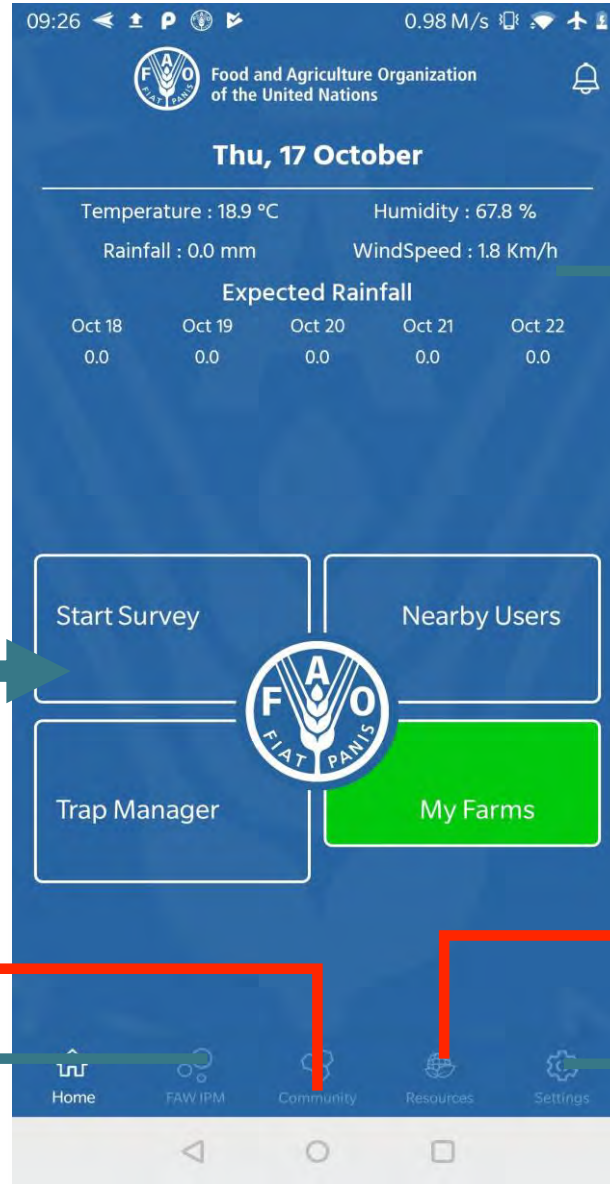 09:26 0.98 M/s
FAO
FIAT PANIS
Food and Agriculture Organization
of the United Nations
Thu, 17 October
Temperature : 18.9 °C Humidity : 67.8 %
Rainfall : 0.0 mm WindSpeed : 1.8 Km/h
Expected Rainfall
Oct 18 Oct 19 Oct 20 Oct 21 Oct 22
0.0 0.0 0.0 0.0 0.0
Start Survey Nearby Users
FAO
FIAT PANIS
Trap Manager My Farms
Home FAW IPM Community Resources Settings